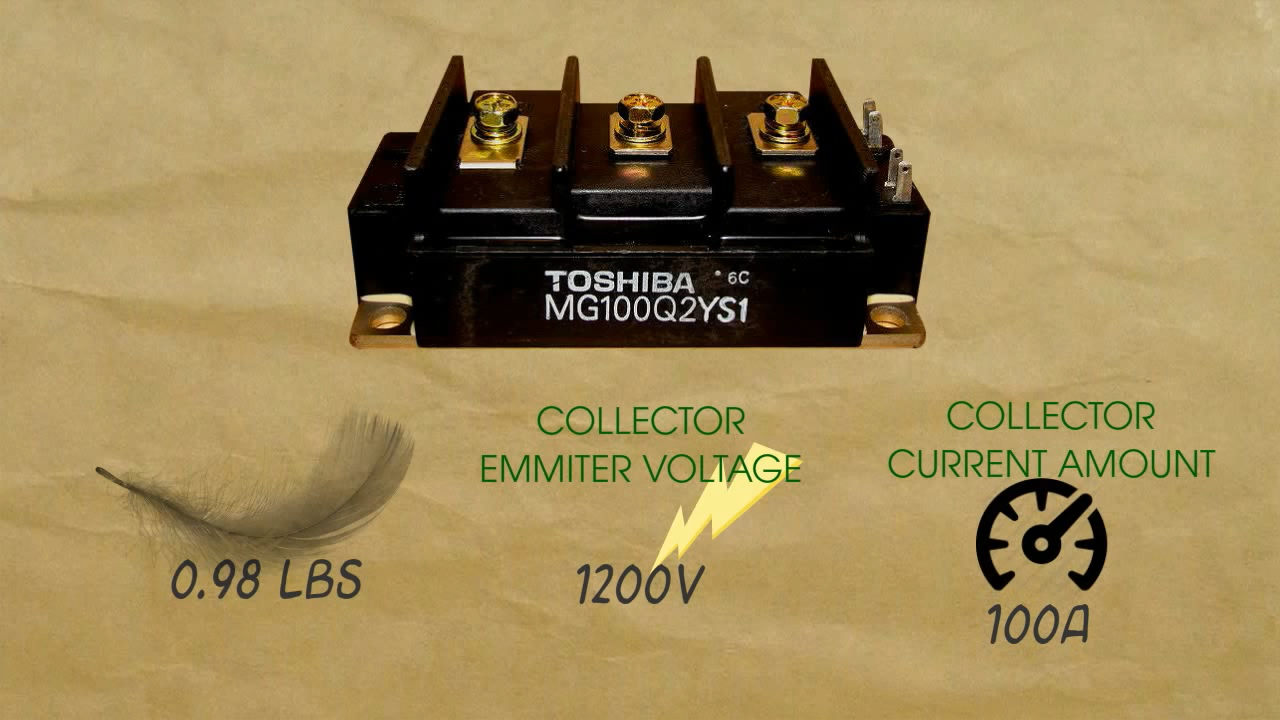 TOSHIBA 6C
MG100Q2YS1
COLLECTOR
EMMITER VOLTAGE
COLLECTOR
CURRENT AMOUNT
0.98 LBS
1200V
100A